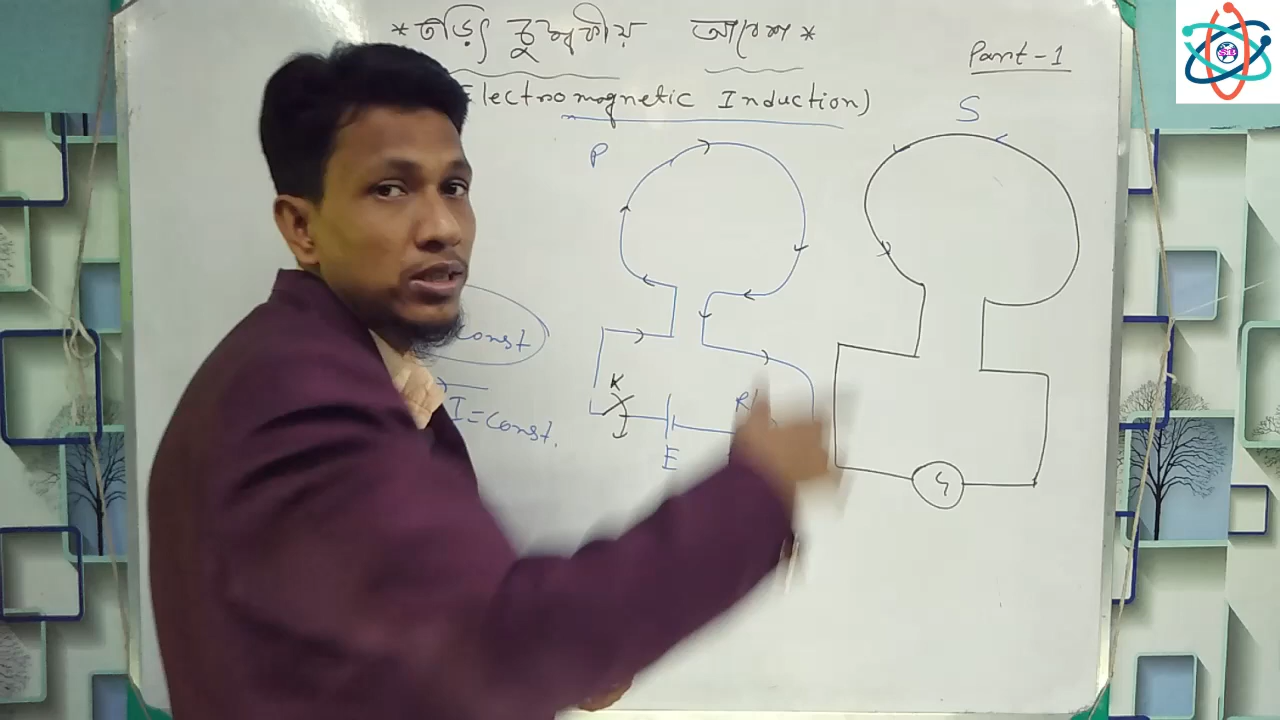 *তড়িৎ চুম্বকীয় আবেশ*
Part-1
Electromagnetic Induction)
S
P
const
K
I=const.
R
E
G